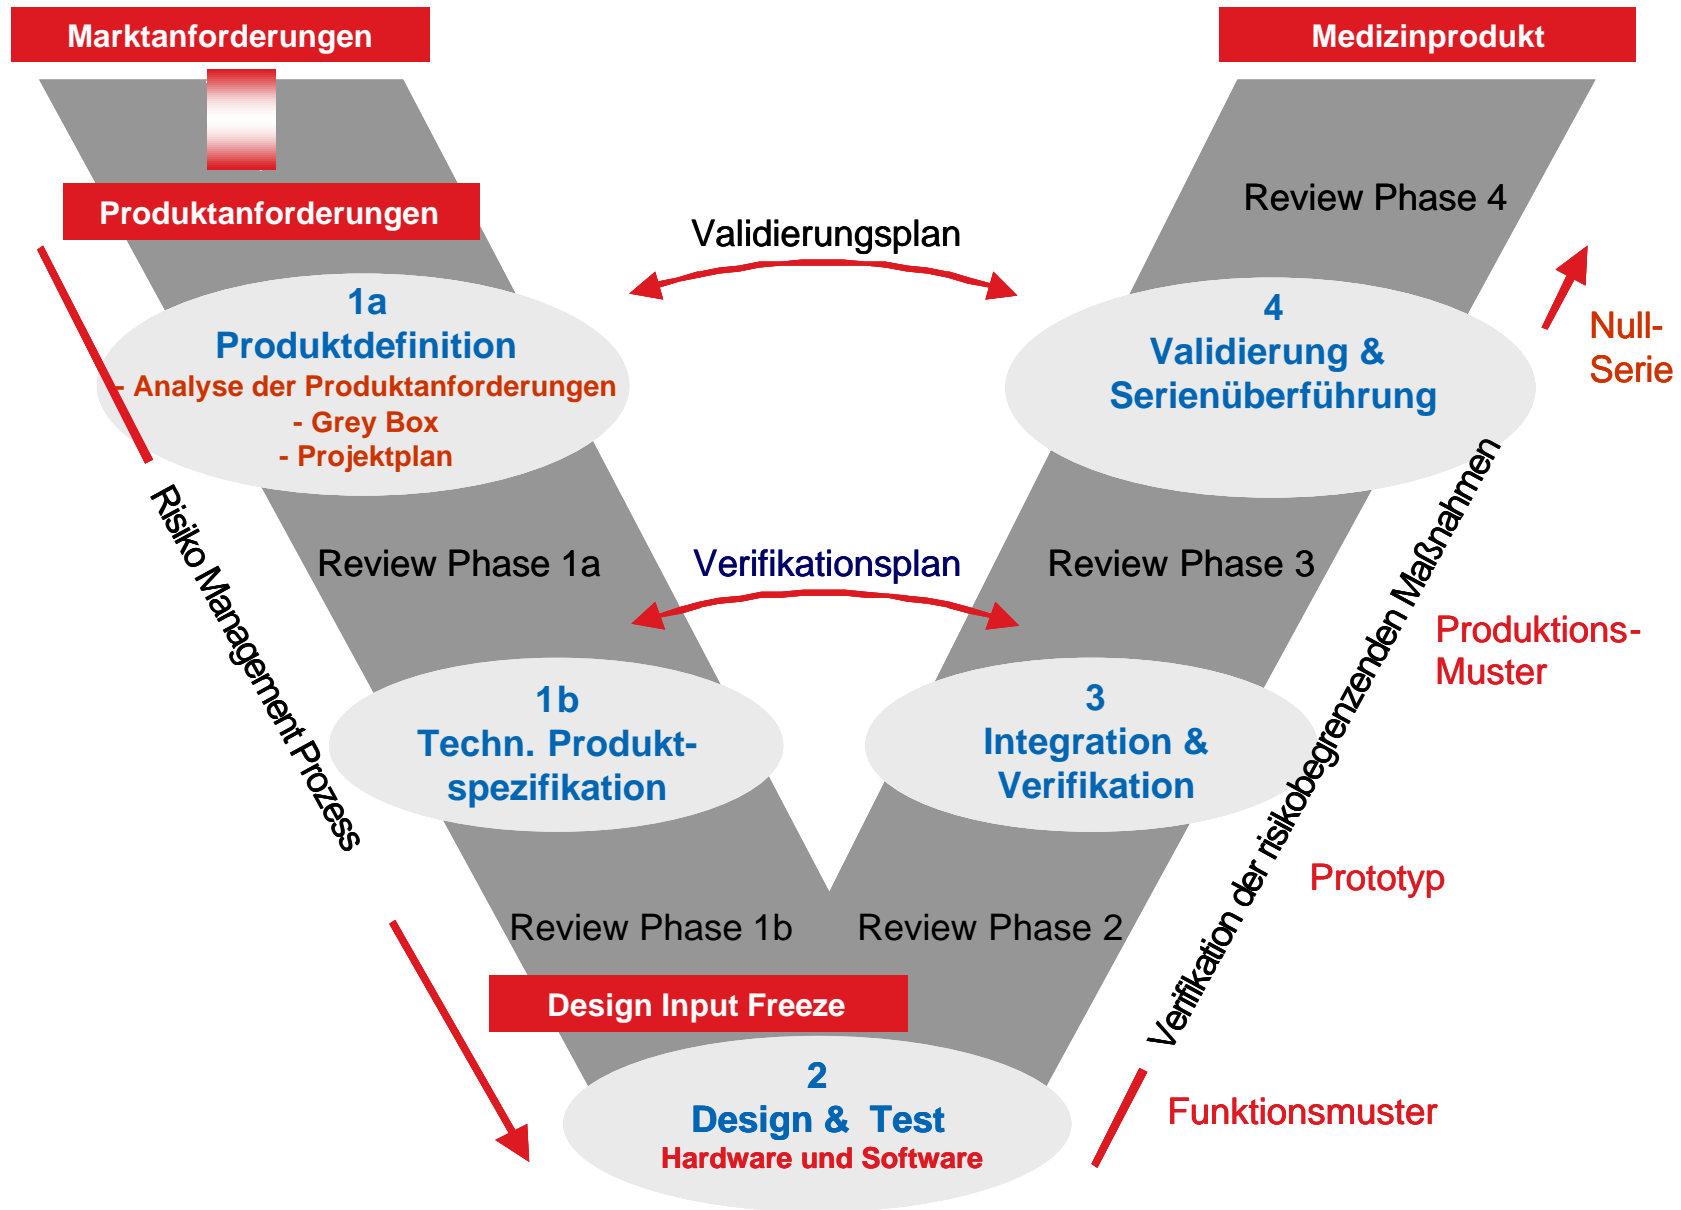 Marktanforderungen
Medizinprodukt
Produktanforderungen
Review Phase 4
Validierungsplan
1a
Produktdefinition
- Analyse der Produktanforderungen
- Grey Box
- Projektplan
4
Validierung &
Serienüberführung
Null-
Serie
Risiko Management Prozess
Review Phase 1a
Verifikationsplan
Review Phase 3
Verifikation der risikobegrenzenden Maßnahmen
Produktions-
Muster
1b
Techn. Produkt-
spezifikation
3
Integration &
Verifikation
Prototyp
Review Phase 1b
Review Phase 2
Design Input Freeze
2
Design & Test
Hardware und Software
Funktionsmuster